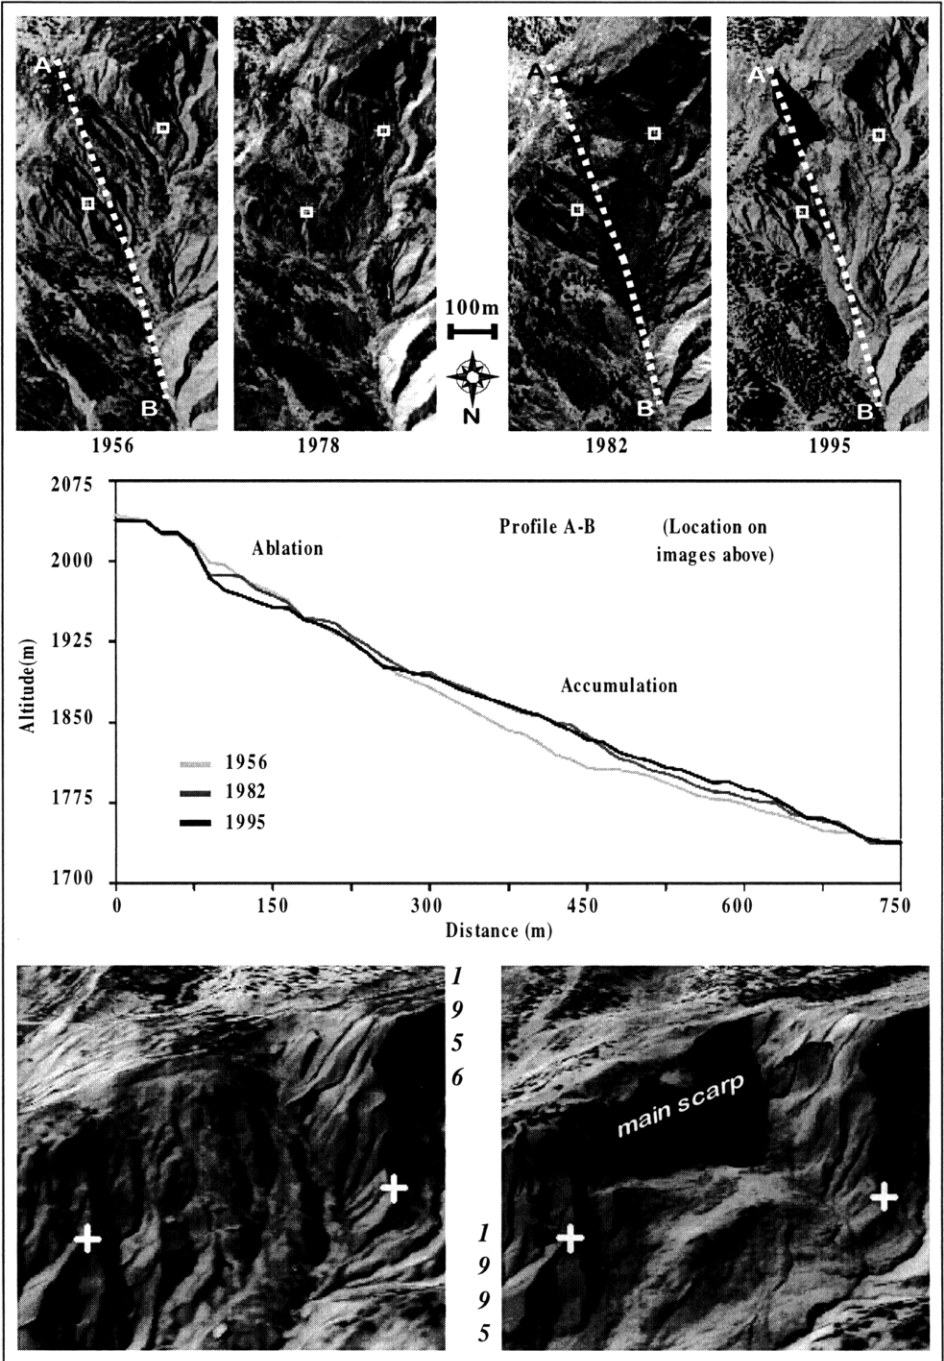 A
A
A
100m
N
B
B
B
1956
1978
1982
1995
2075
2000
1925
1850
1775
1700
Altitude(m)
Ablation
Profile A-B
(Location on
images above)
Accumulation
1956
1982
1995
0
150
300
450
600
750
Distance (m)
1
9
5
6
main scarp
1
9
9
5